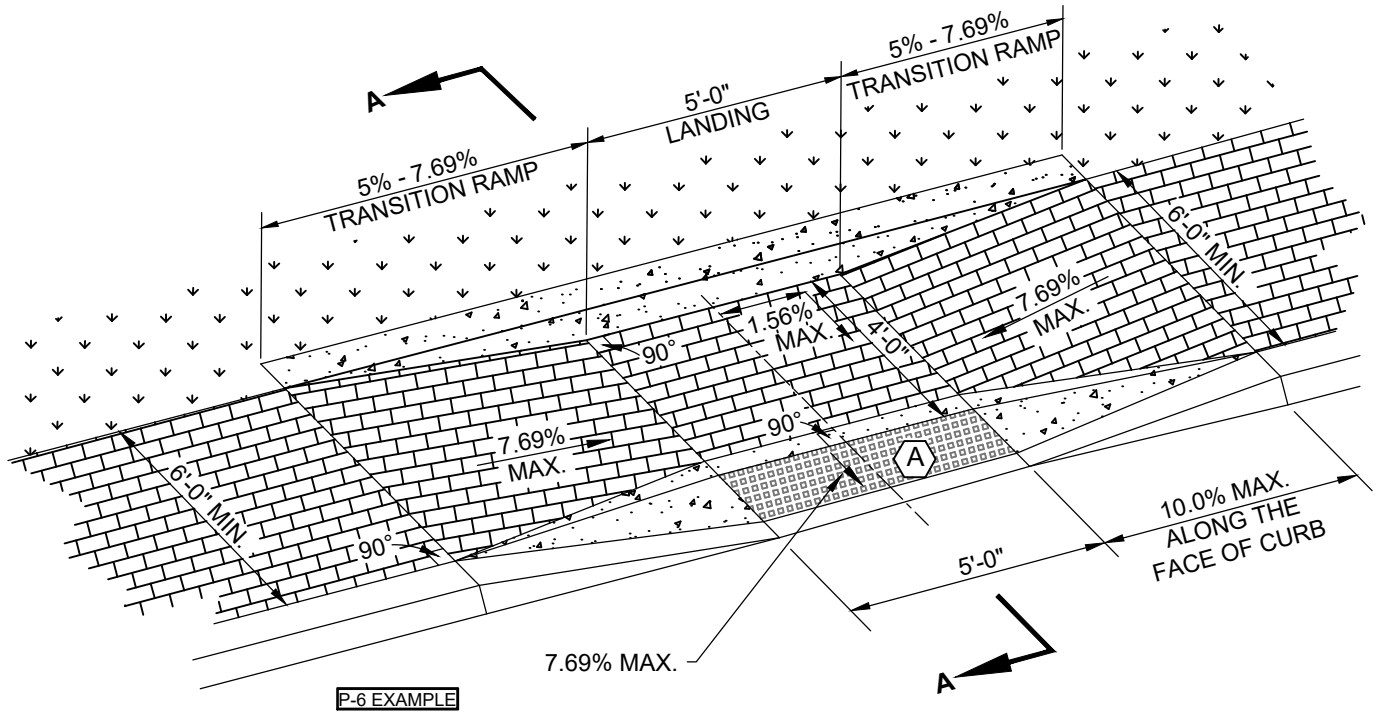 5% - 7.69%
TRANSITION RAMP
A
5'-0"
LANDING
5% - 7.69%
TRANSITION RAMP
6'-0" MIN
7.69%
MAX.
1.56%
MAX.
4'-0"
90°
90°
7.69%
MAX.
A
6'-0" MIN.
90°
10.0% MAX.
ALONG THE
FACE OF CURB
5'-0"
7.69% MAX.
A
P-6 EXAMPLE